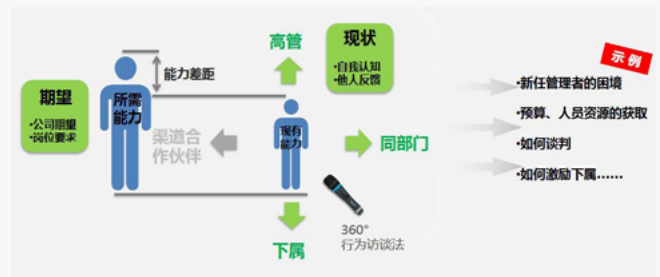 高管
现状
•自我认知
•他人反馈
示 例
能力差距
期望
•公司期望
•岗位要求
所需
能力
现有
能力
渠道合
作伙伴
同部门
•新任管理者的困境
•预算、人员资源的获取
•如何谈判
•如何激励下属……
下属
360°
行为访谈法